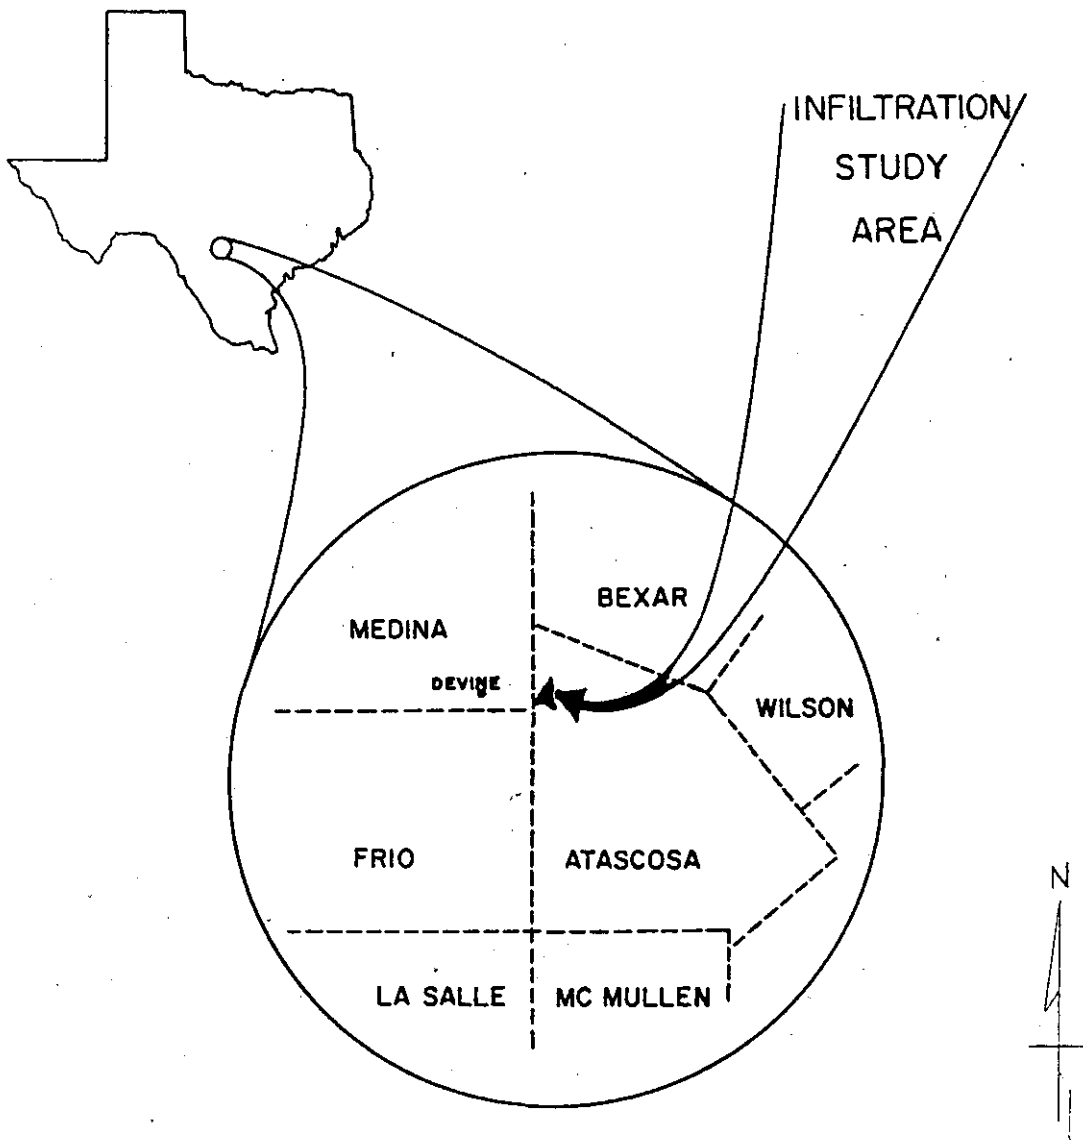 INFILTRATION
STUDY
AREA
BEXAR
MEDINA
DEVINE
WILSON
FRIO
ATASCOSA
N
LA SALLE
MC MULLEN